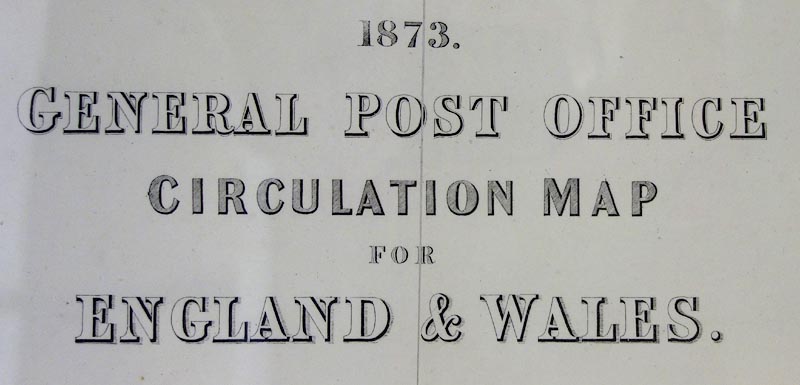 1873.
GENERAL POST OFFICE
CIRCULATION MAP
FOR
ENGLAND & WALES.